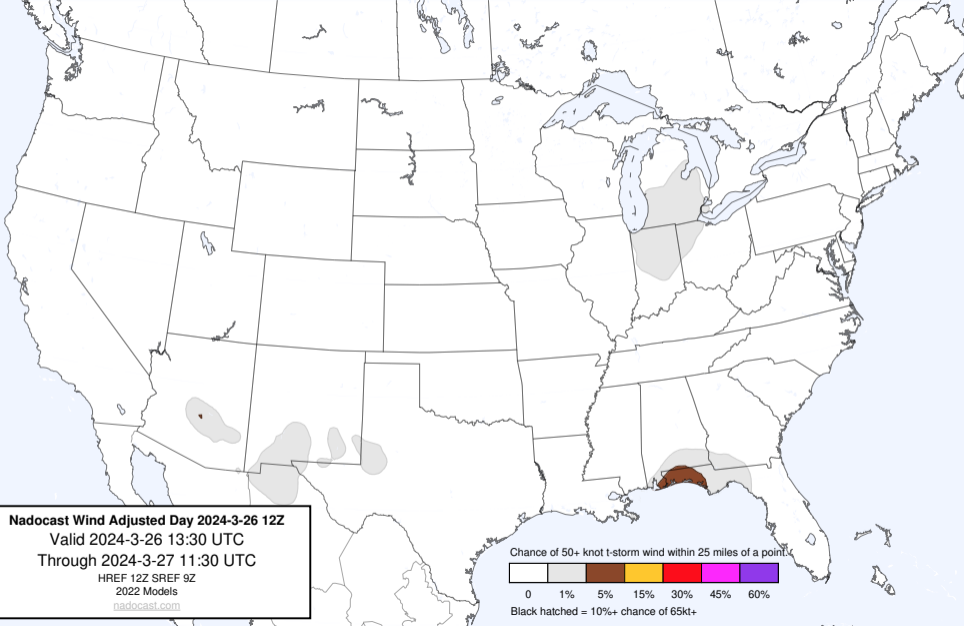 Nadocast Wind Adjusted Day 2024-3-26 12Z
Valid 2024-3-26 13:30 UTC
Through 2024-3-27 11:30 UTC
HREF 12Z SREF 9Z
2022 Models
nadocast.com
Chance of 50+ knot t-storm wind within 25 miles of a point.
0 1% 5% 15% 30% 45% 60%
Black hatched = 10%+ chance of 65kt+